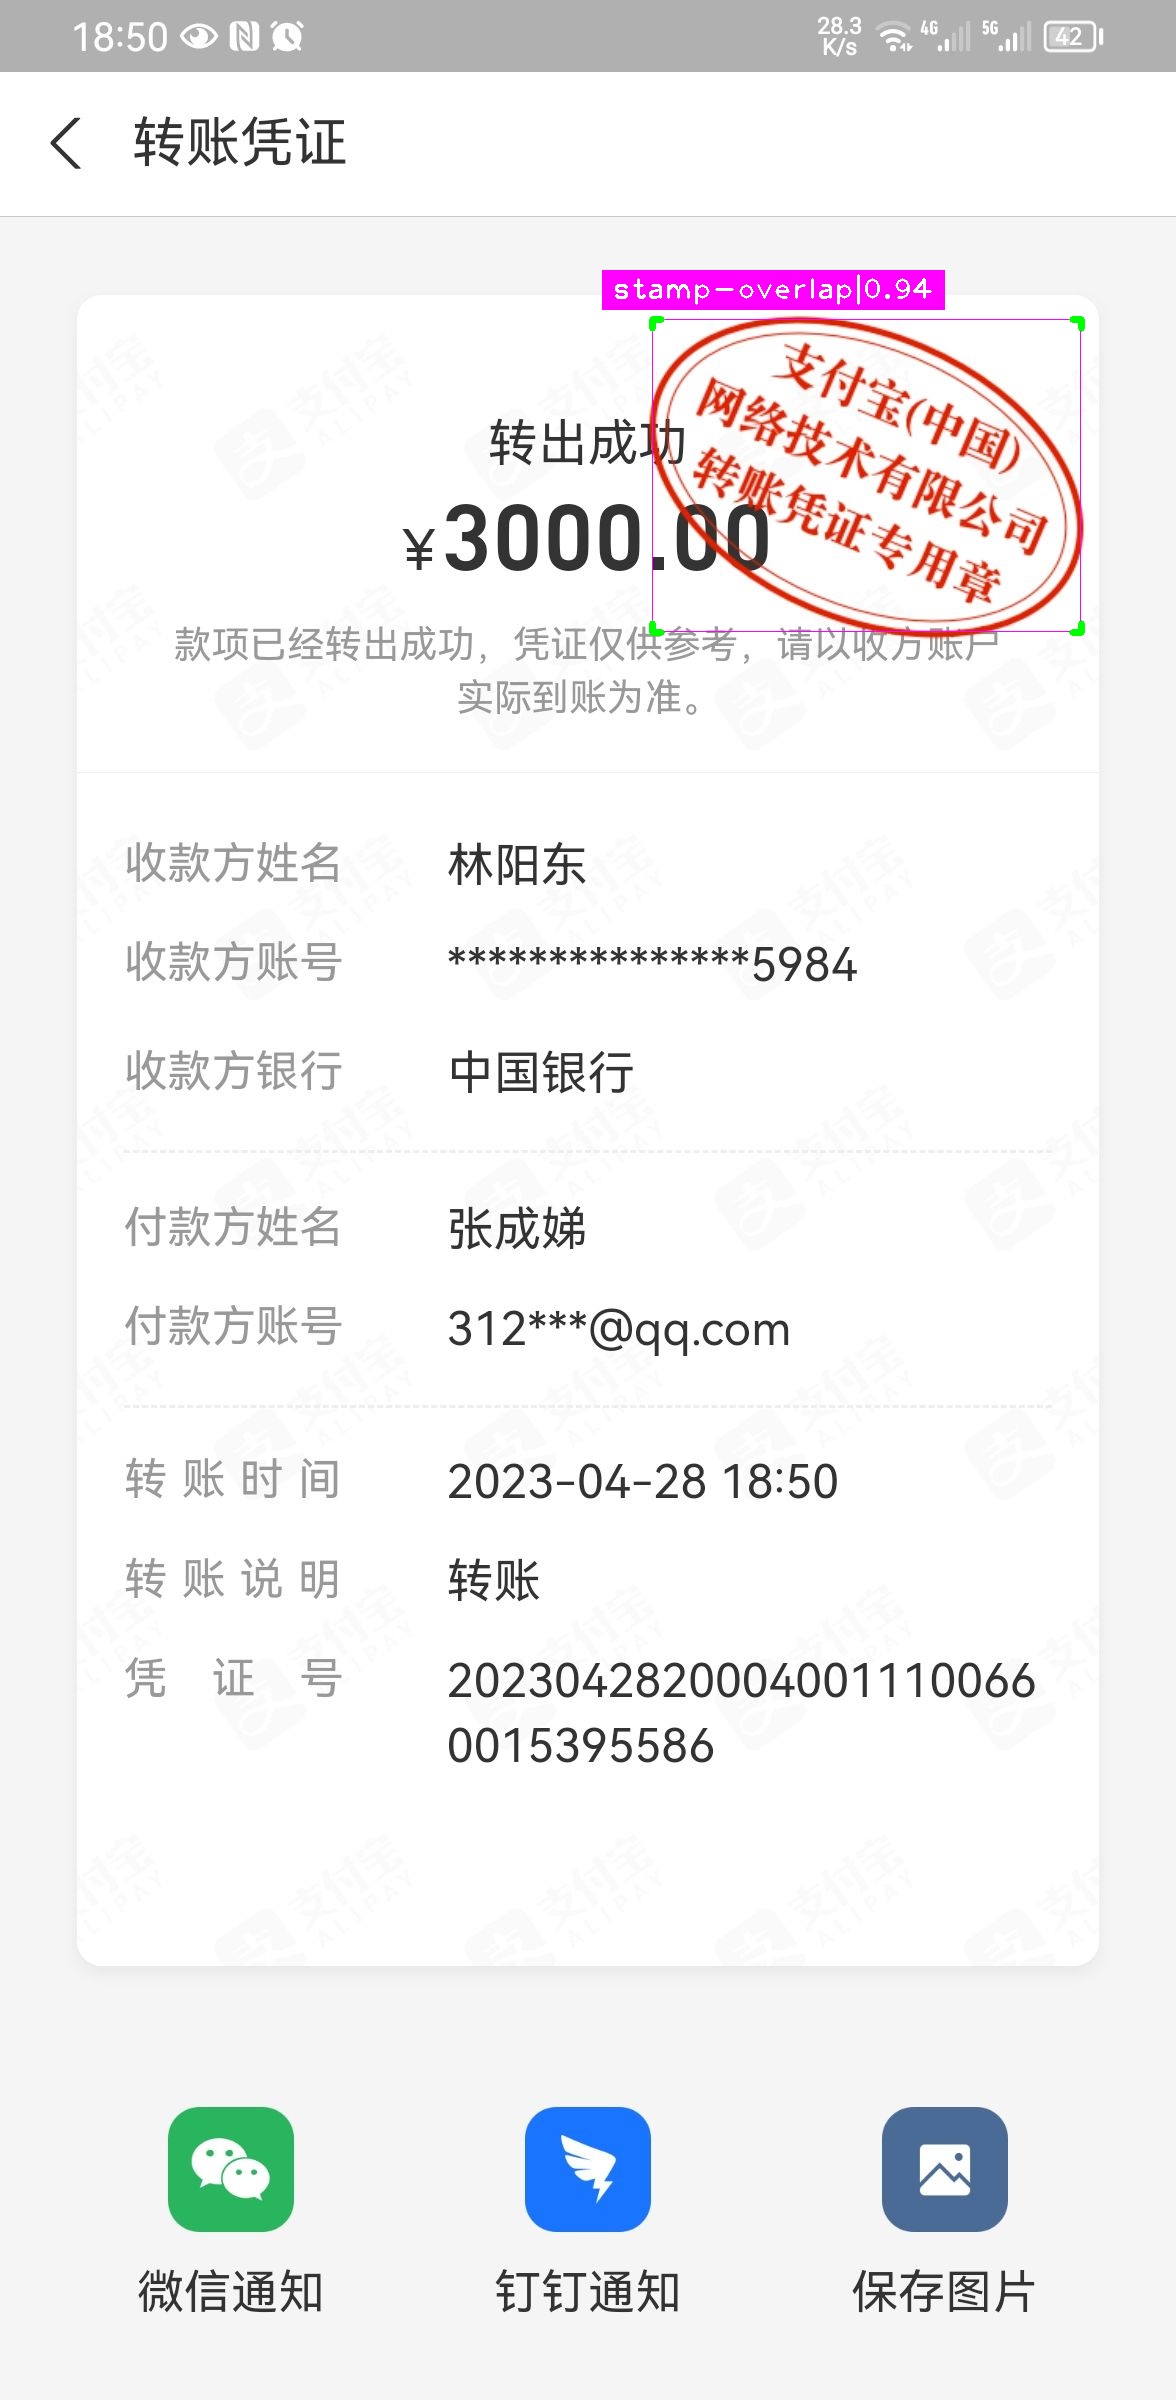 18:50 28.3 K/s 4G 5G 42
转账凭证
stamp-overlap|0.94
支付宝(中国)
网络技术有限公司
转账凭证专用章
转出成功
¥3000.00
款项已经转出成功，凭证仅供参考，请以收方账户
实际到账为准。
收款方姓名 林阳东
收款方账号 ***************5984
收款方银行 中国银行
付款方姓名 张成娣
付款方账号 312***@qq.com
转账时间 2023-04-28 18:50
转账说明 转账
凭证号 2023042820004001110066
0015395586
微信通知 钉钉通知 保存图片
支付宝
ALIPAY